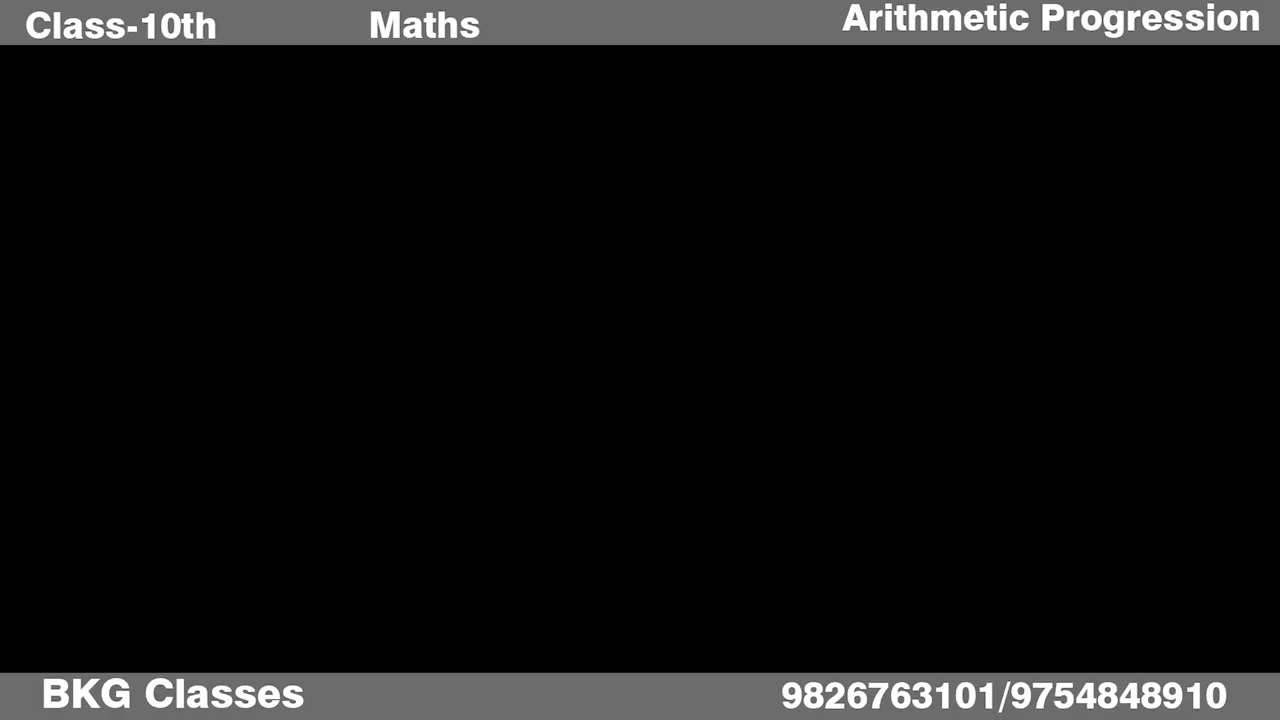 Class-10th Maths Arithmetic Progression
BKG Classes 9826763101/9754848910